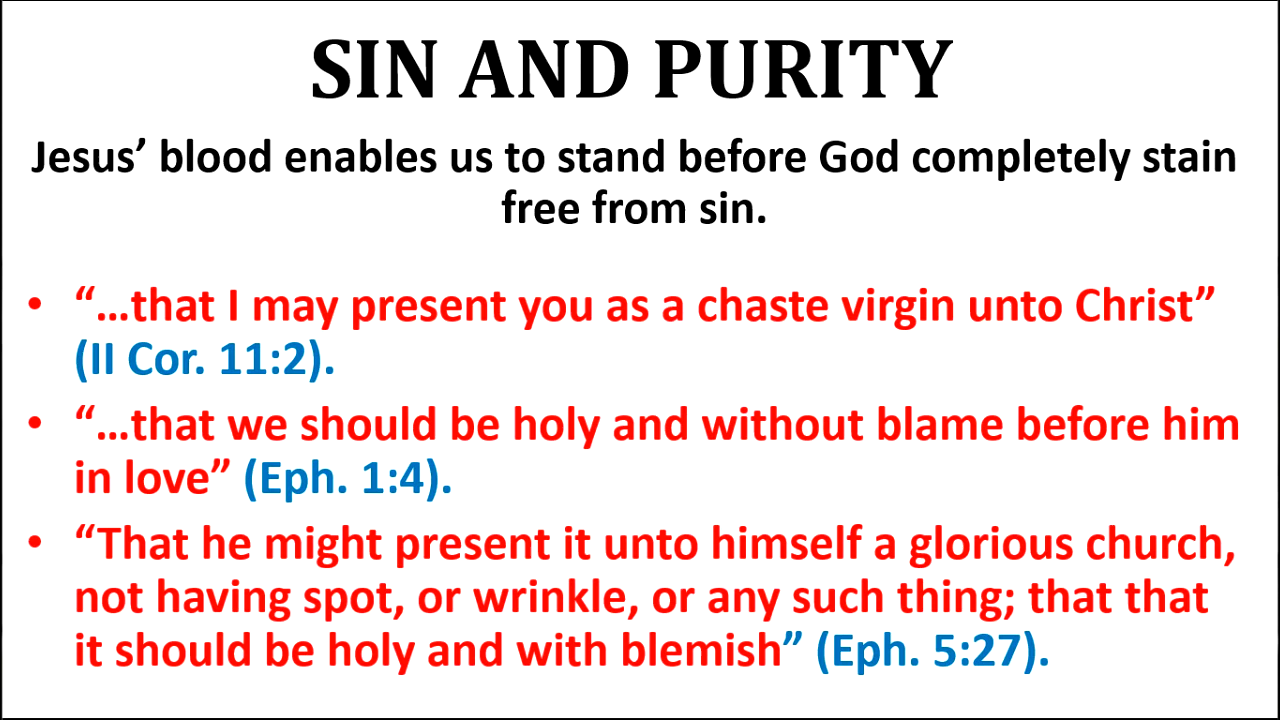 SIN AND PURITY
Jesus’ blood enables us to stand before God completely stain
free from sin.
• “…that I may present you as a chaste virgin unto Christ”
(II Cor. 11:2).
• “…that we should be holy and without blame before him
in love” (Eph. 1:4).
• “That he might present it unto himself a glorious church,
not having spot, or wrinkle, or any such thing; that that
it should be holy and with blemish” (Eph. 5:27).